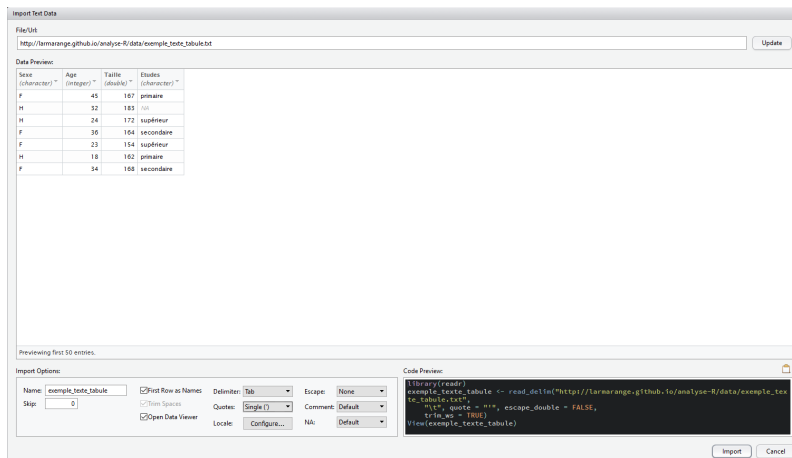 Import Text Data
File/Url:
http://larmarange.github.io/analyse-R/data/exemple_texte_tabule.txt
Update
Data Preview:
Sexe Age Taille Etudes
(character) (integer) (double) (character)
F 45 167 primaire
H 32 183 NA
H 24 172 supérieur
F 36 164 secondaire
F 23 154 supérieur
H 18 162 primaire
F 34 168 secondaire
Previewing first 50 entries.
Import Options:
Name: exemple_texte_tabule
Skip: 0
First Row as Names
Trim Spaces
Open Data Viewer
Delimiter: Tab
Quotes: Single (')
Locale: Configure...
Escape: None
Comment: Default
NA: Default
Code Preview:
library(readr)
exemple_texte_tabule <- read_delim("http://larmarange.github.io/analyse-R/data/exemple_tex
te_tabule.txt",
"\t", quote = "'", escape_double = FALSE,
trim_ws = TRUE)
View(exemple_texte_tabule)
Import Cancel